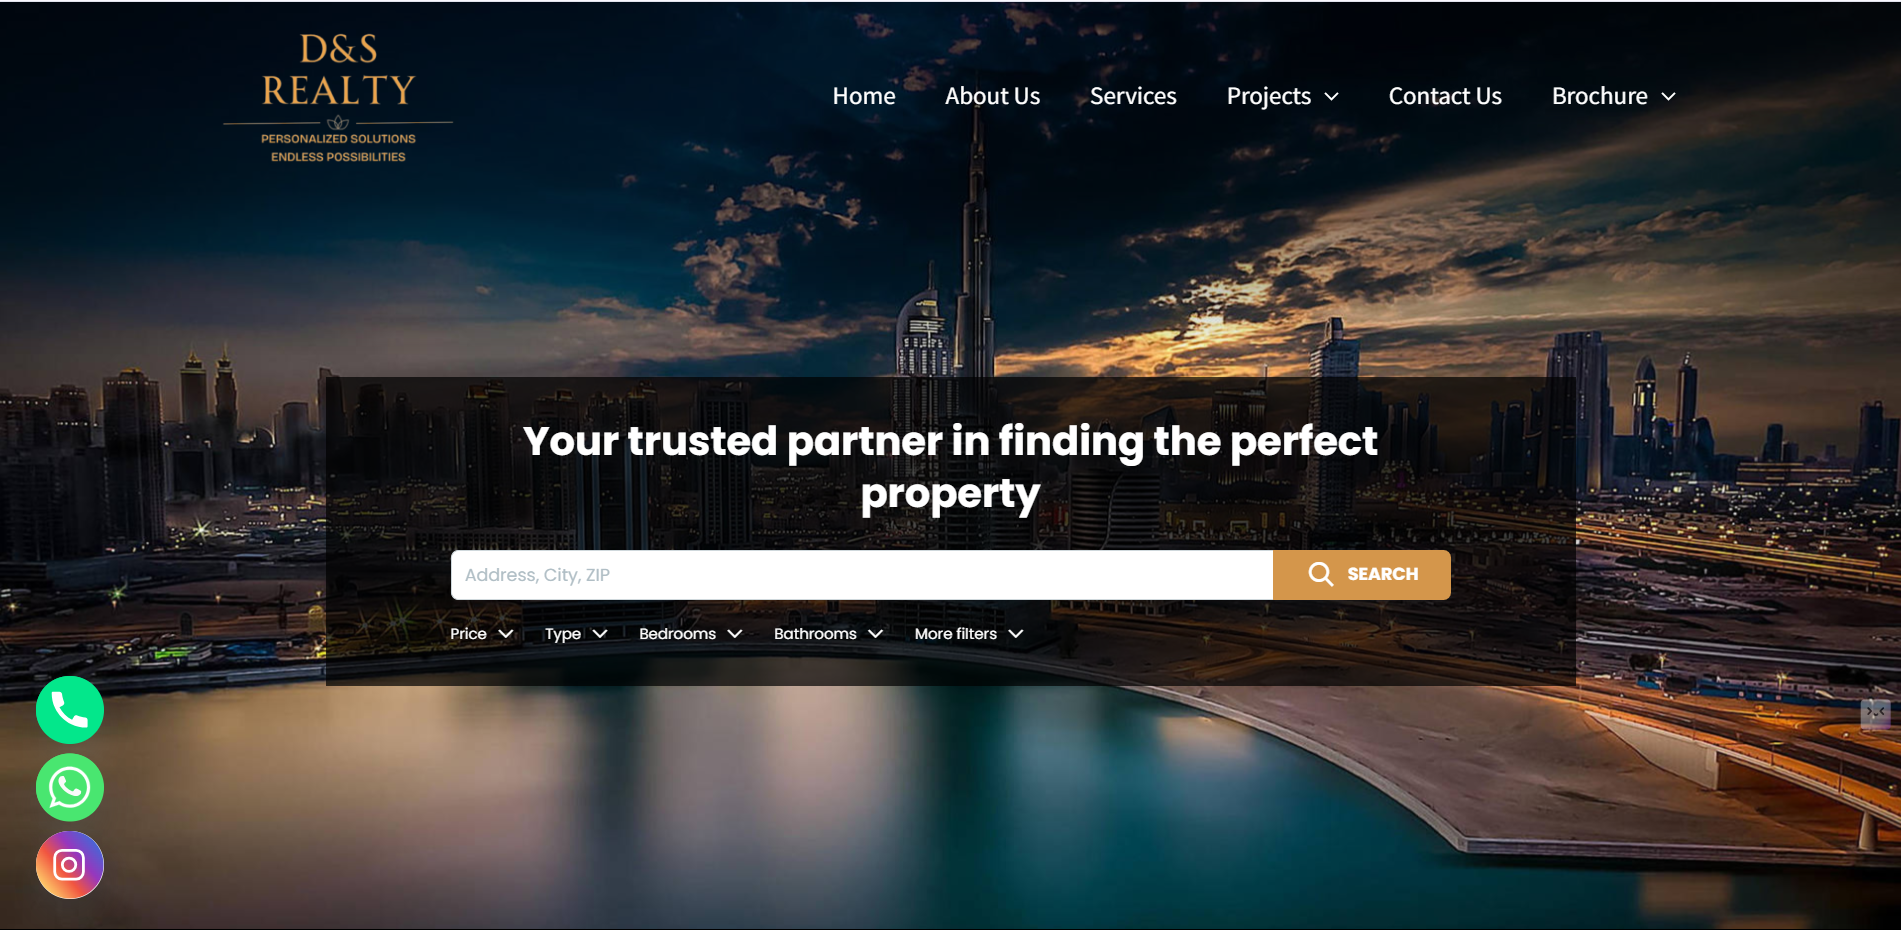 D&S
REALTY
PERSONALIZED SOLUTIONS
ENDLESS POSSIBILITIES
Home About Us Services Projects Contact Us Brochure
Your trusted partner in finding the perfect
property
Address, City, ZIP SEARCH
Price Type Bedrooms Bathrooms More filters